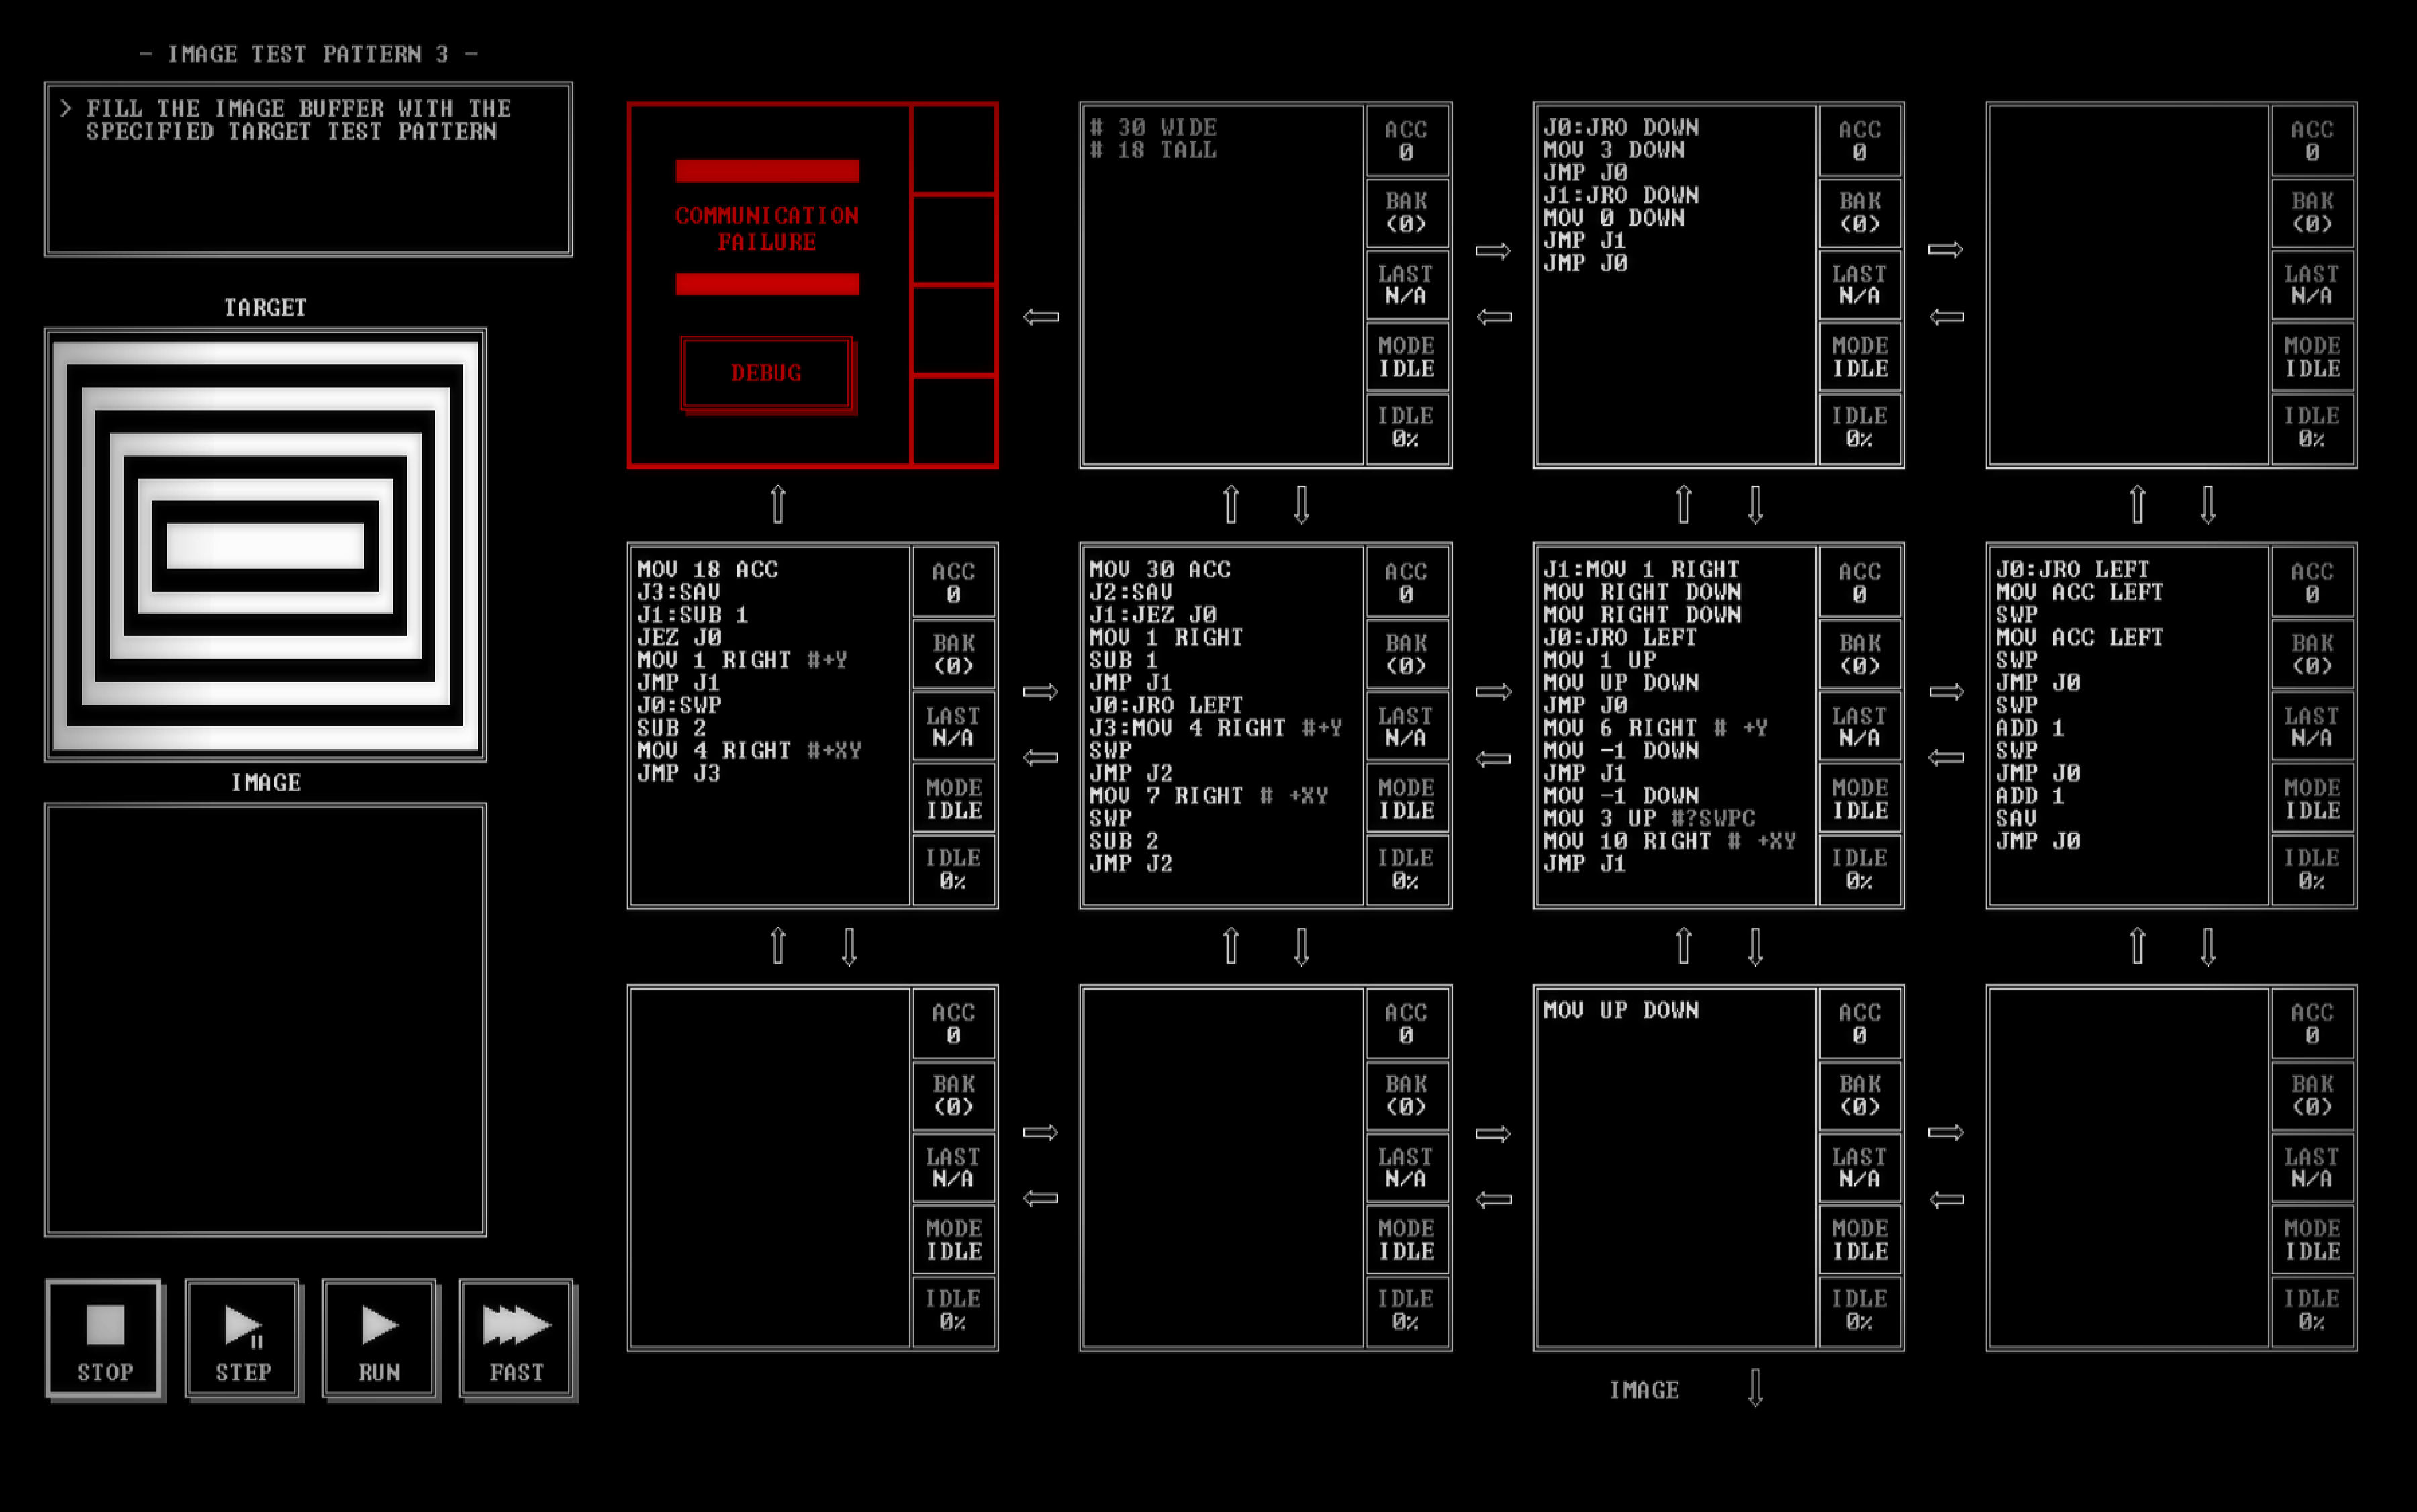 - IMAGE TEST PATTERN 3 -
> FILL THE IMAGE BUFFER WITH THE
SPECIFIED TARGET TEST PATTERN
TARGET
IMAGE
STOP
STEP
RUN
FAST
COMMUNICATION
FAILURE
DEBUG
# 30 WIDE
# 18 TALL
ACC
0
BAK
(0)
LAST
N/A
MODE
IDLE
IDLE
0%
J0:JRO DOWN
MOV 3 DOWN
JMP J0
J1:JRO DOWN
MOV 0 DOWN
JMP J1
JMP J0
ACC
0
BAK
(0)
LAST
N/A
MODE
IDLE
IDLE
0%
ACC
0
BAK
(0)
LAST
N/A
MODE
IDLE
IDLE
0%
MOV 18 ACC
J3:SAV
J1:SUB 1
JEZ J0
MOV 1 RIGHT #+Y
JMP J1
J0:SWP
SUB 2
MOV 4 RIGHT #+XY
JMP J3
ACC
0
BAK
(0)
LAST
N/A
MODE
IDLE
IDLE
0%
MOV 30 ACC
J2:SAV
J1:JEZ J0
MOV 1 RIGHT
SUB 1
JMP J1
J0:JRO LEFT
J3:MOV 4 RIGHT #+Y
SWP
JMP J2
MOV 7 RIGHT # +XY
SWP
SUB 2
JMP J2
ACC
0
BAK
(0)
LAST
N/A
MODE
IDLE
IDLE
0%
J1:MOV 1 RIGHT
MOV RIGHT DOWN
MOV RIGHT DOWN
J0:JRO LEFT
MOV 1 UP
MOV UP DOWN
JMP J0
MOV 6 RIGHT # +Y
MOV -1 DOWN
JMP J1
MOV -1 DOWN
MOV 3 UP #?SWPC
MOV 10 RIGHT # +XY
JMP J1
ACC
0
BAK
(0)
LAST
N/A
MODE
IDLE
IDLE
0%
J0:JRO LEFT
MOV ACC LEFT
SWP
MOV ACC LEFT
SWP
JMP J0
SWP
ADD 1
SWP
JMP J0
ADD 1
SAV
JMP J0
ACC
0
BAK
(0)
LAST
N/A
MODE
IDLE
IDLE
0%
ACC
0
BAK
(0)
LAST
N/A
MODE
IDLE
IDLE
0%
ACC
0
BAK
(0)
LAST
N/A
MODE
IDLE
IDLE
0%
MOV UP DOWN
ACC
0
BAK
(0)
LAST
N/A
MODE
IDLE
IDLE
0%
ACC
0
BAK
(0)
LAST
N/A
MODE
IDLE
IDLE
0%
IMAGE